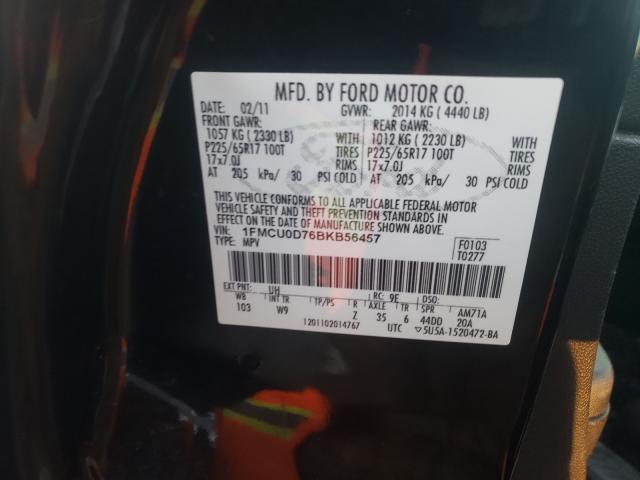 MFD. BY FORD MOTOR CO.
DATE: 02/11 GVWR: 2014 KG ( 4440 LB)
FRONT GAWR: REAR GAWR:
1057 KG ( 2330 LB) WITH 1012 KG ( 2230 LB) WITH
P225/65R17 100T TIRES P225/65R17 100T TIRES
17x7.0J RIMS 17x7.0J RIMS
AT 205 kPa/ 30 PSI COLD AT 205 kPa/ 30 PSI COLD
THIS VEHICLE CONFORMS TO ALL APPLICABLE FEDERAL MOTOR
VEHICLE SAFETY AND THEFT PREVENTION STANDARDS IN
EFFECT ON THE DATE OF MANUFACTURE SHOWN ABOVE.
VIN: 1FMCU0D76BKB56457 F0103
TYPE: MPV T0277
EXT PNT: UH RC: 9E DSO:
WB INT TR TP/PS R AXLE TR SPR AM71A
103 W9 Z 35 6 44DD 20A
1201102014767 UTC ▽5U5A-1520472-BA